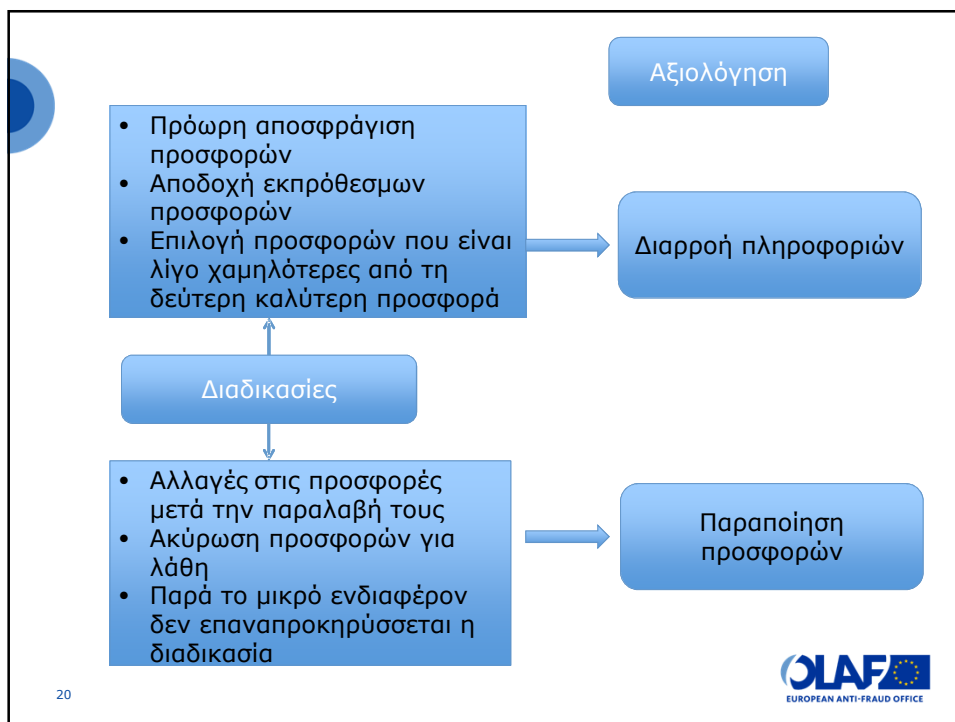 Αξιολόγηση
• Πρόωρη αποσφράγιση
προσφορών
• Αποδοχή εκπρόθεσμων
προσφορών
• Επιλογή προσφορών που είναι
λίγο χαμηλότερες από τη
δεύτερη καλύτερη προσφορά
Διαρροή πληροφοριών
Διαδικασίες
• Αλλαγές στις προσφορές
μετά την παραλαβή τους
• Ακύρωση προσφορών για
λάθη
• Παρά το μικρό ενδιαφέρον
δεν επαναπροκηρύσσεται η
διαδικασία
Παραποίηση
προσφορών
20
OLAF
EUROPEAN ANTI-FRAUD OFFICE